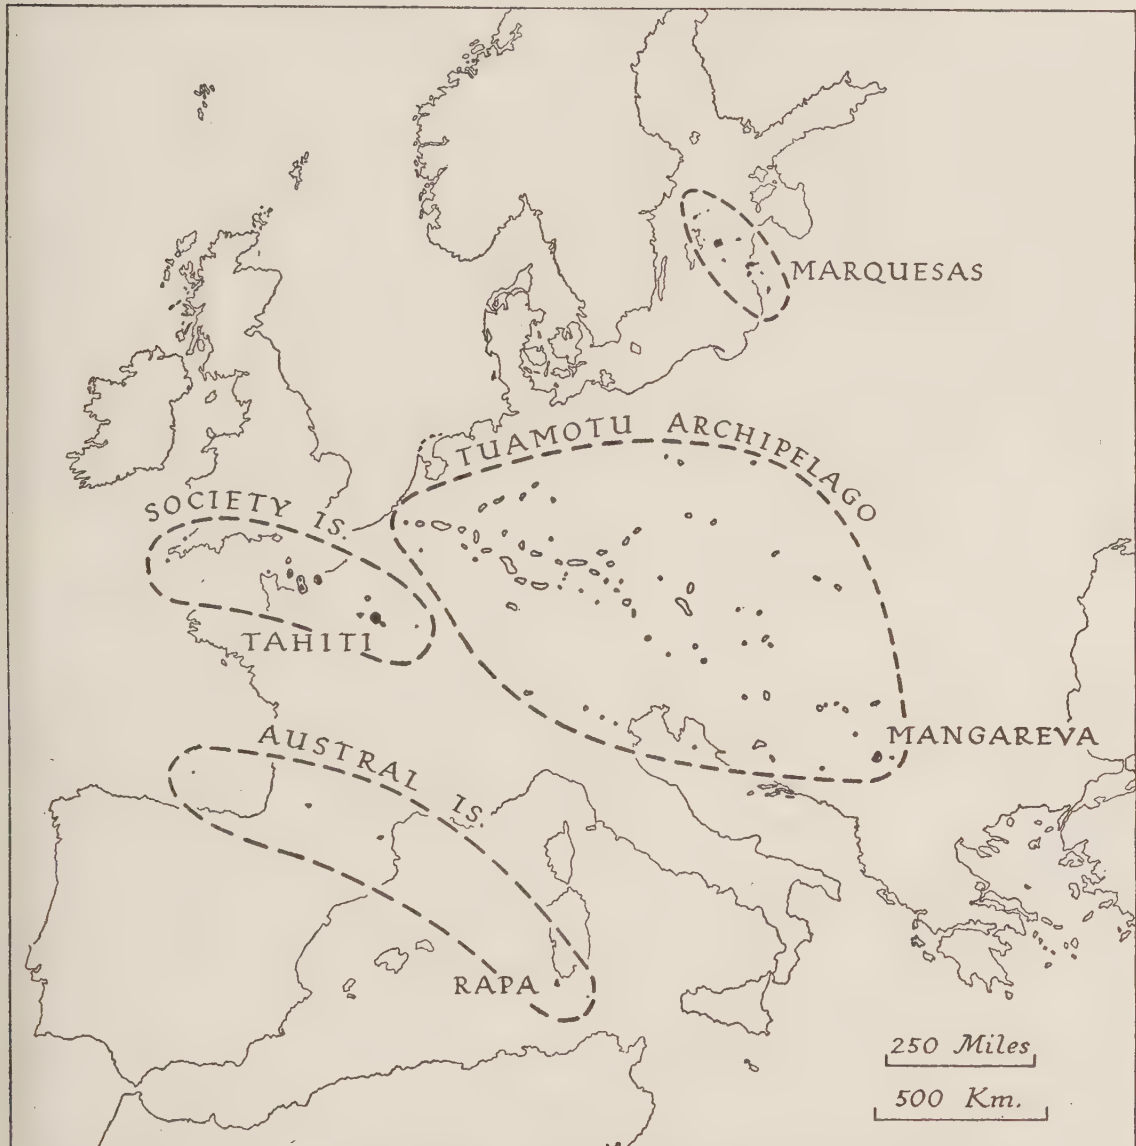 MARQUESAS
TUAMOTU ARCHIPELAGO
SOCIETY IS.
TAHITI
AUSTRAL IS.
MANGAREVA
RAPA
250 Miles
500 Km.